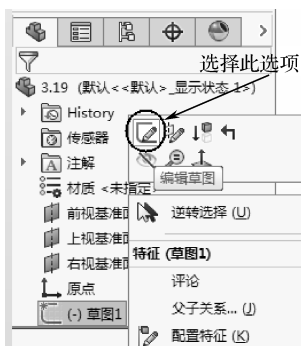 选择此选项
3.19 (默认<<默认>_显示状态 1>)
History
传感器
注解
材质 <未指定
编辑草图
前视基准面
逆转选择 (U)
上视基准面
右视基准面
特征 (草图1)
原点
评论
(-) 草图1
父子关系... (J)
配置特征 (K)